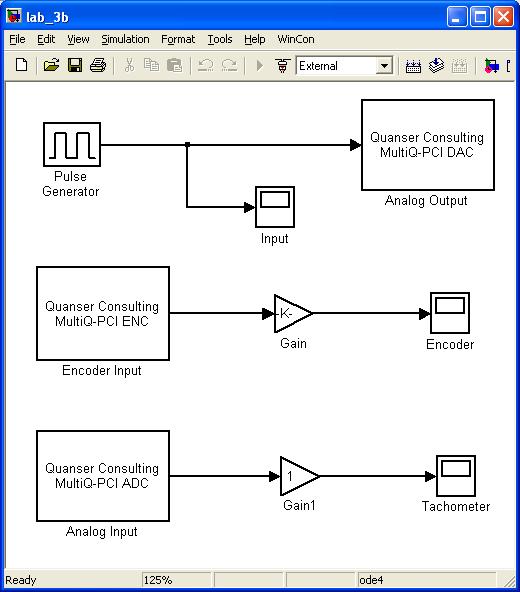 lab_3b
File Edit View Simulation Format Tools Help WinCon
External
Quanser Consulting
MultiQ-PCI DAC
Pulse
Generator
Analog Output
Input
Quanser Consulting
MultiQ-PCI ENC
-K-
Gain
Encoder
Encoder Input
Quanser Consulting
MultiQ-PCI ADC
1
Gain1
Tachometer
Analog Input
Ready 125% ode4